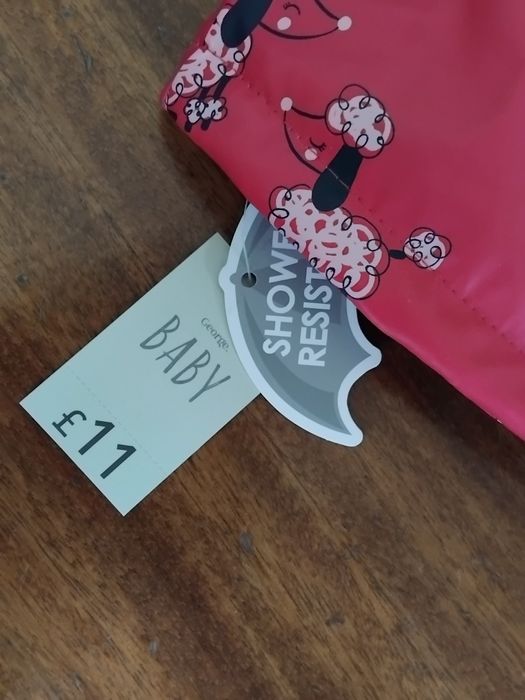 George.
BABY
£11
SHOWE
RESIST